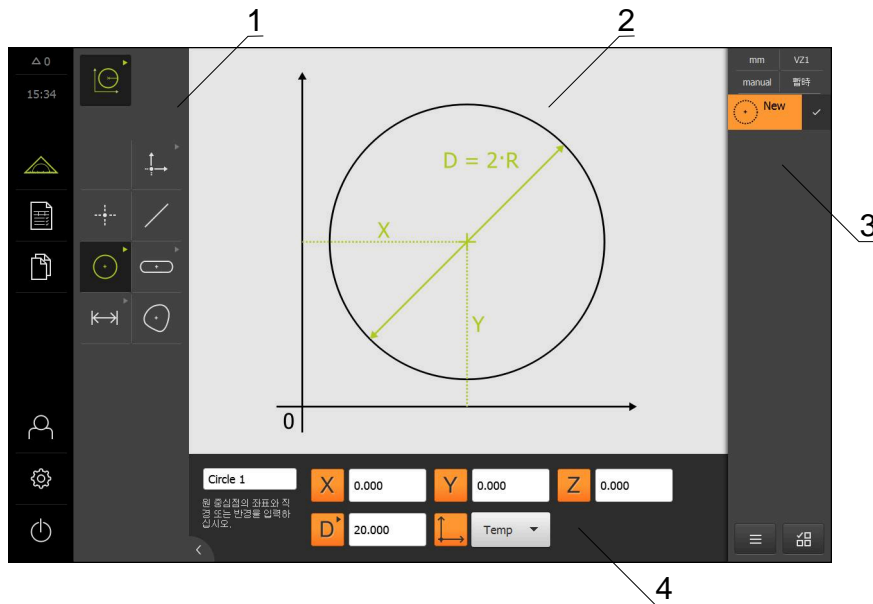 1
2
3
4
0
15:34
D = 2·R
X
Y
0
mm
VZ1
manual
暫時
New
Circle 1
원 중심점의 좌표와 직
경 또는 반경을 입력하
십시오.
X
0.000
Y
0.000
Z
0.000
D
20.000
Temp